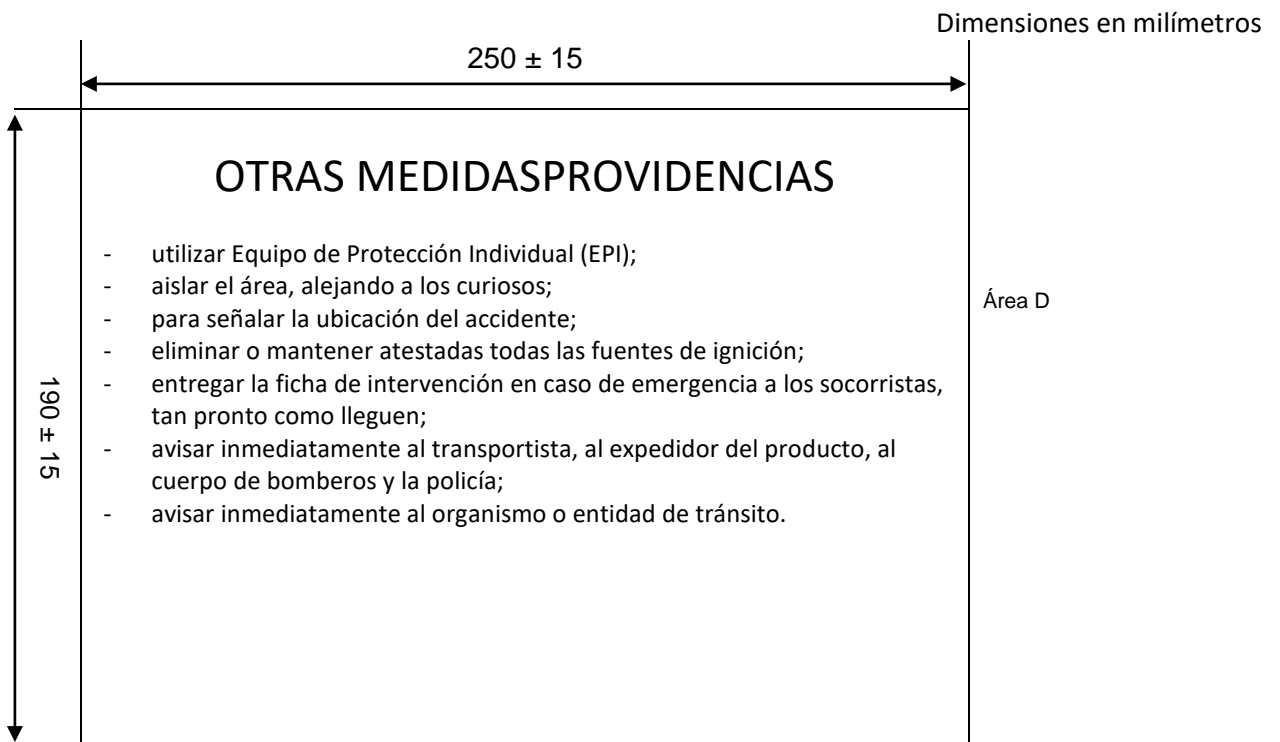 Dimensiones en milímetros
250 ± 15
OTRAS MEDIDASPROVIDENCIAS
- utilizar Equipo de Protección Individual (EPI);
- aislar el área, alejando a los curiosos;
- para señalar la ubicación del accidente;
- eliminar o mantener atestadas todas las fuentes de ignición;
- entregar la ficha de intervención en caso de emergencia a los socorristas,
tan pronto como lleguen;
- avisar inmediatamente al transportista, al expedidor del producto, al
cuerpo de bomberos y la policía;
- avisar inmediatamente al organismo o entidad de tránsito.
Área D
190 ± 15